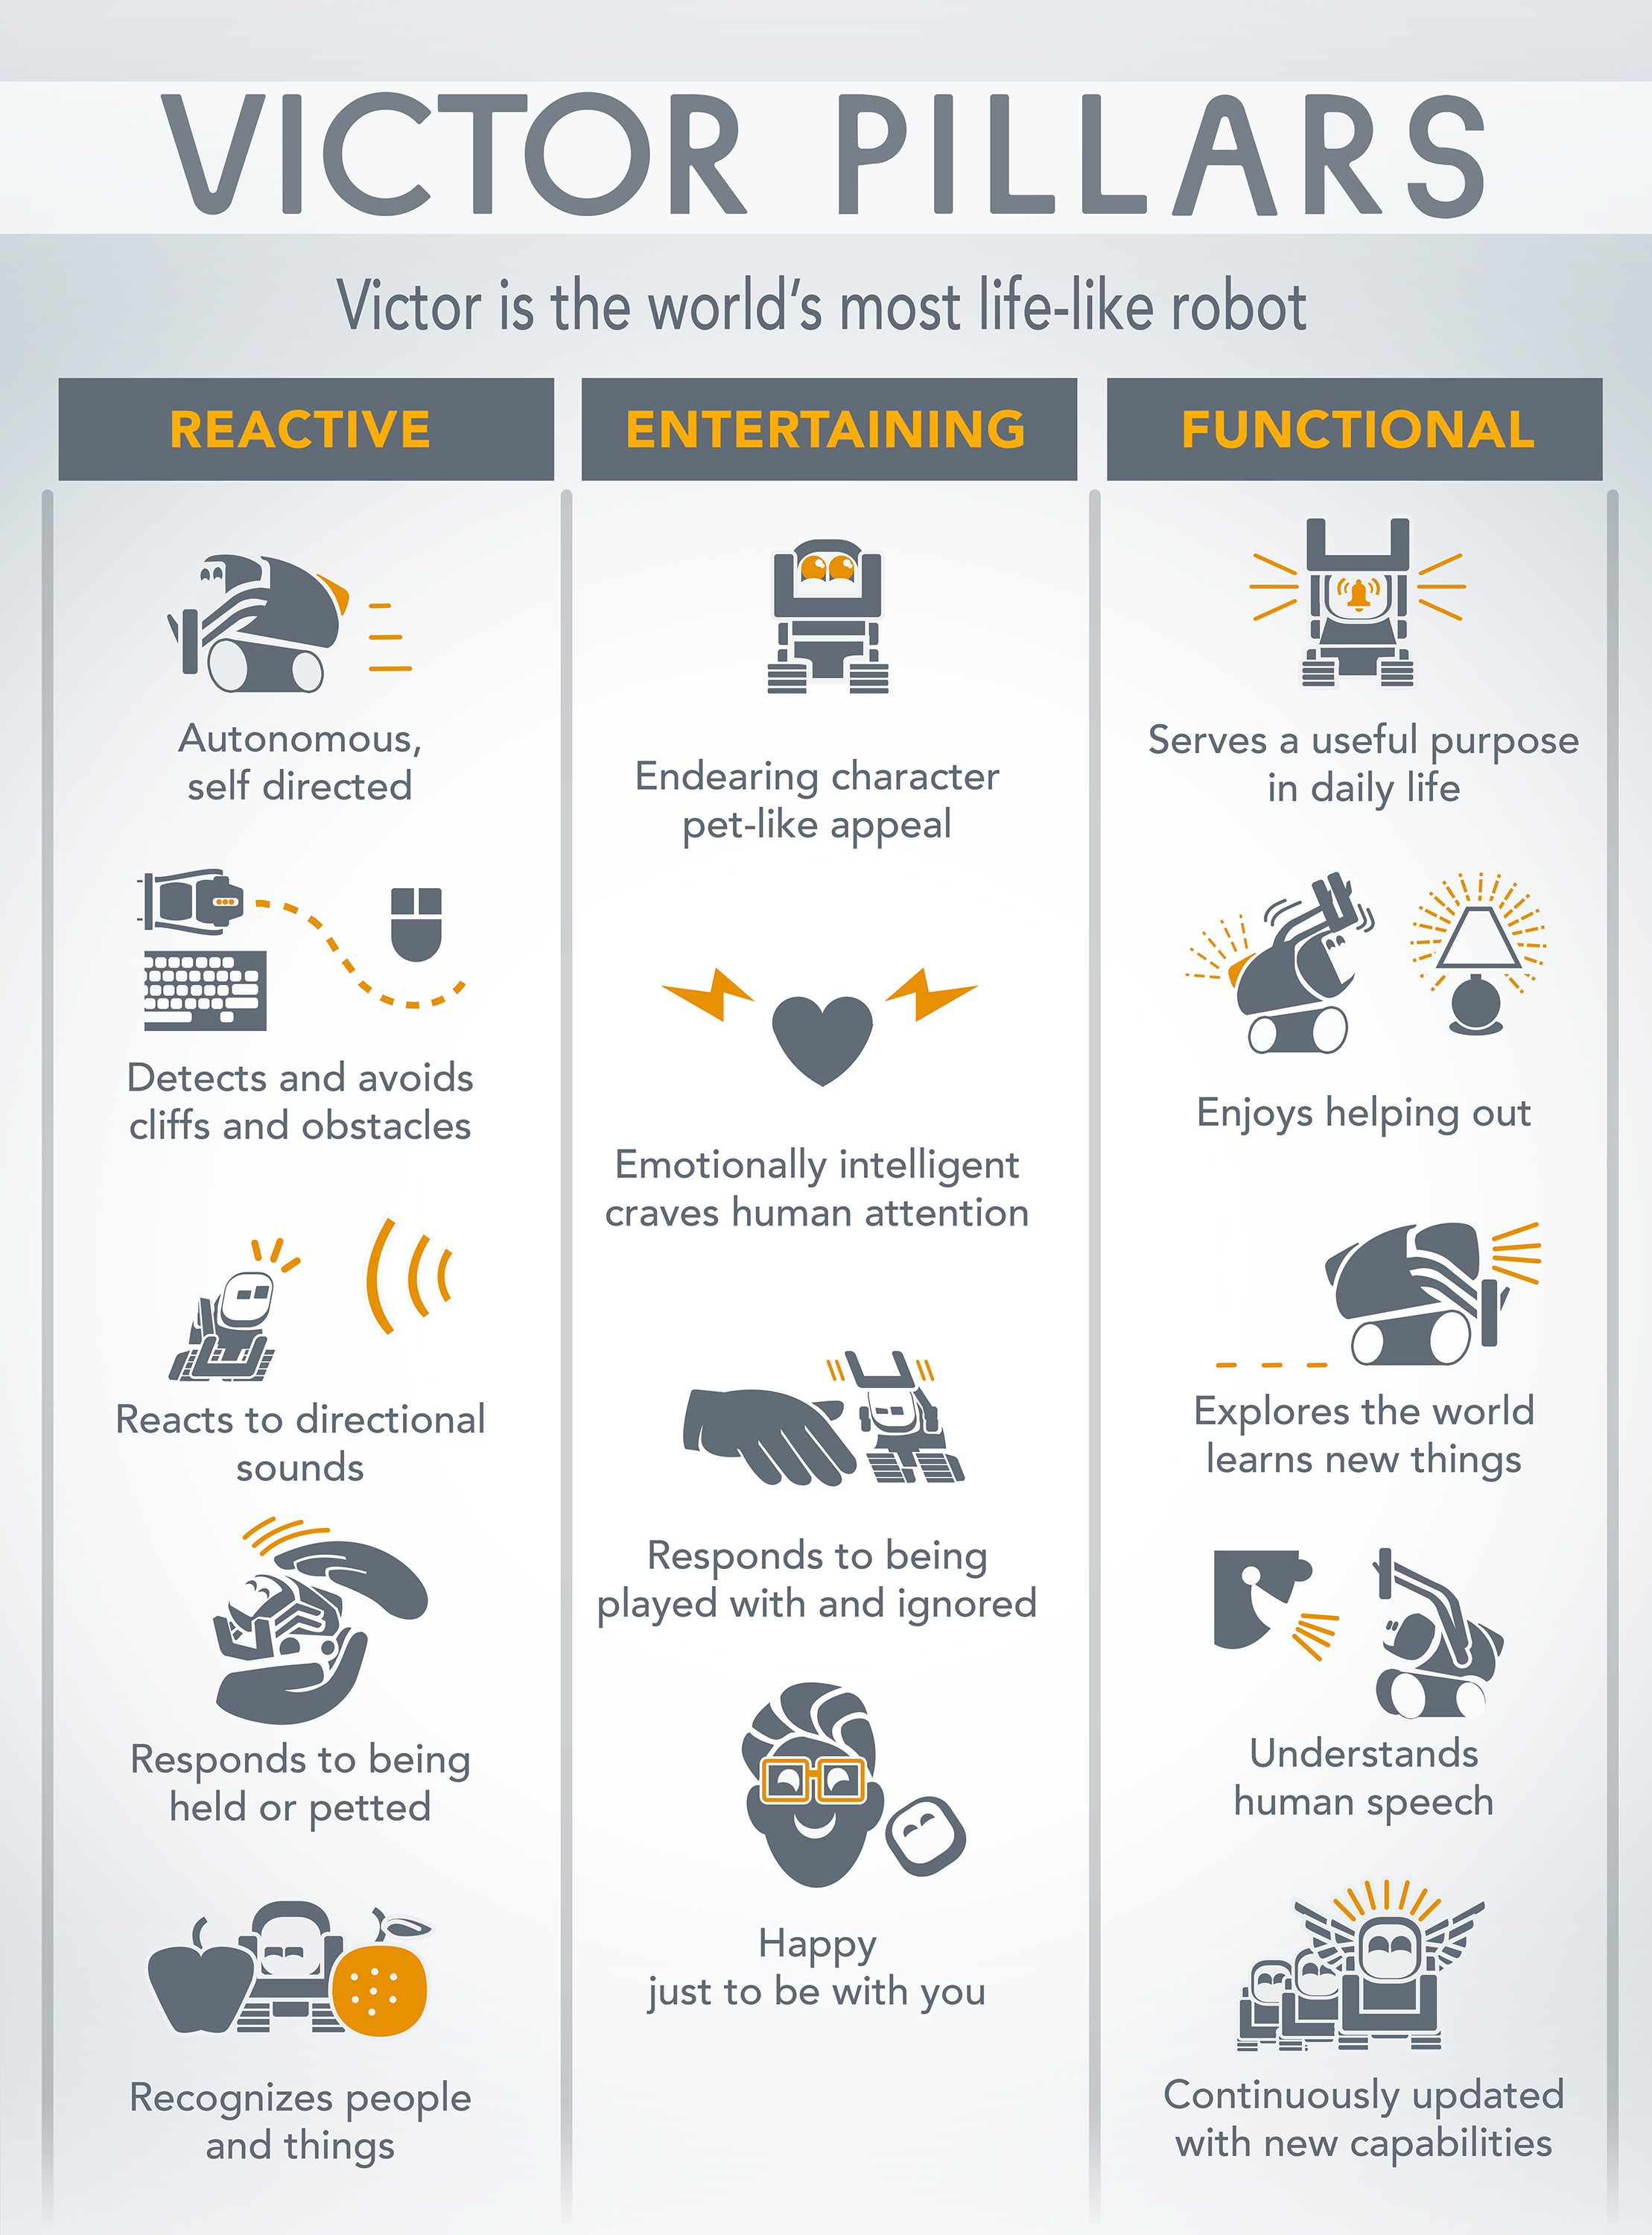 VICTOR PILLARS
Victor is the world's most life-like robot
REACTIVE
Autonomous,
self directed
Detects and avoids
cliffs and obstacles
Reacts to directional
sounds
Responds to being
held or petted
Recognizes people
and things
ENTERTAINING
Endearing character
pet-like appeal
Emotionally intelligent
craves human attention
Responds to being
played with and ignored
Happy
just to be with you
FUNCTIONAL
Serves a useful purpose
in daily life
Enjoys helping out
Explores the world
learns new things
Understands
human speech
Continuously updated
with new capabilities